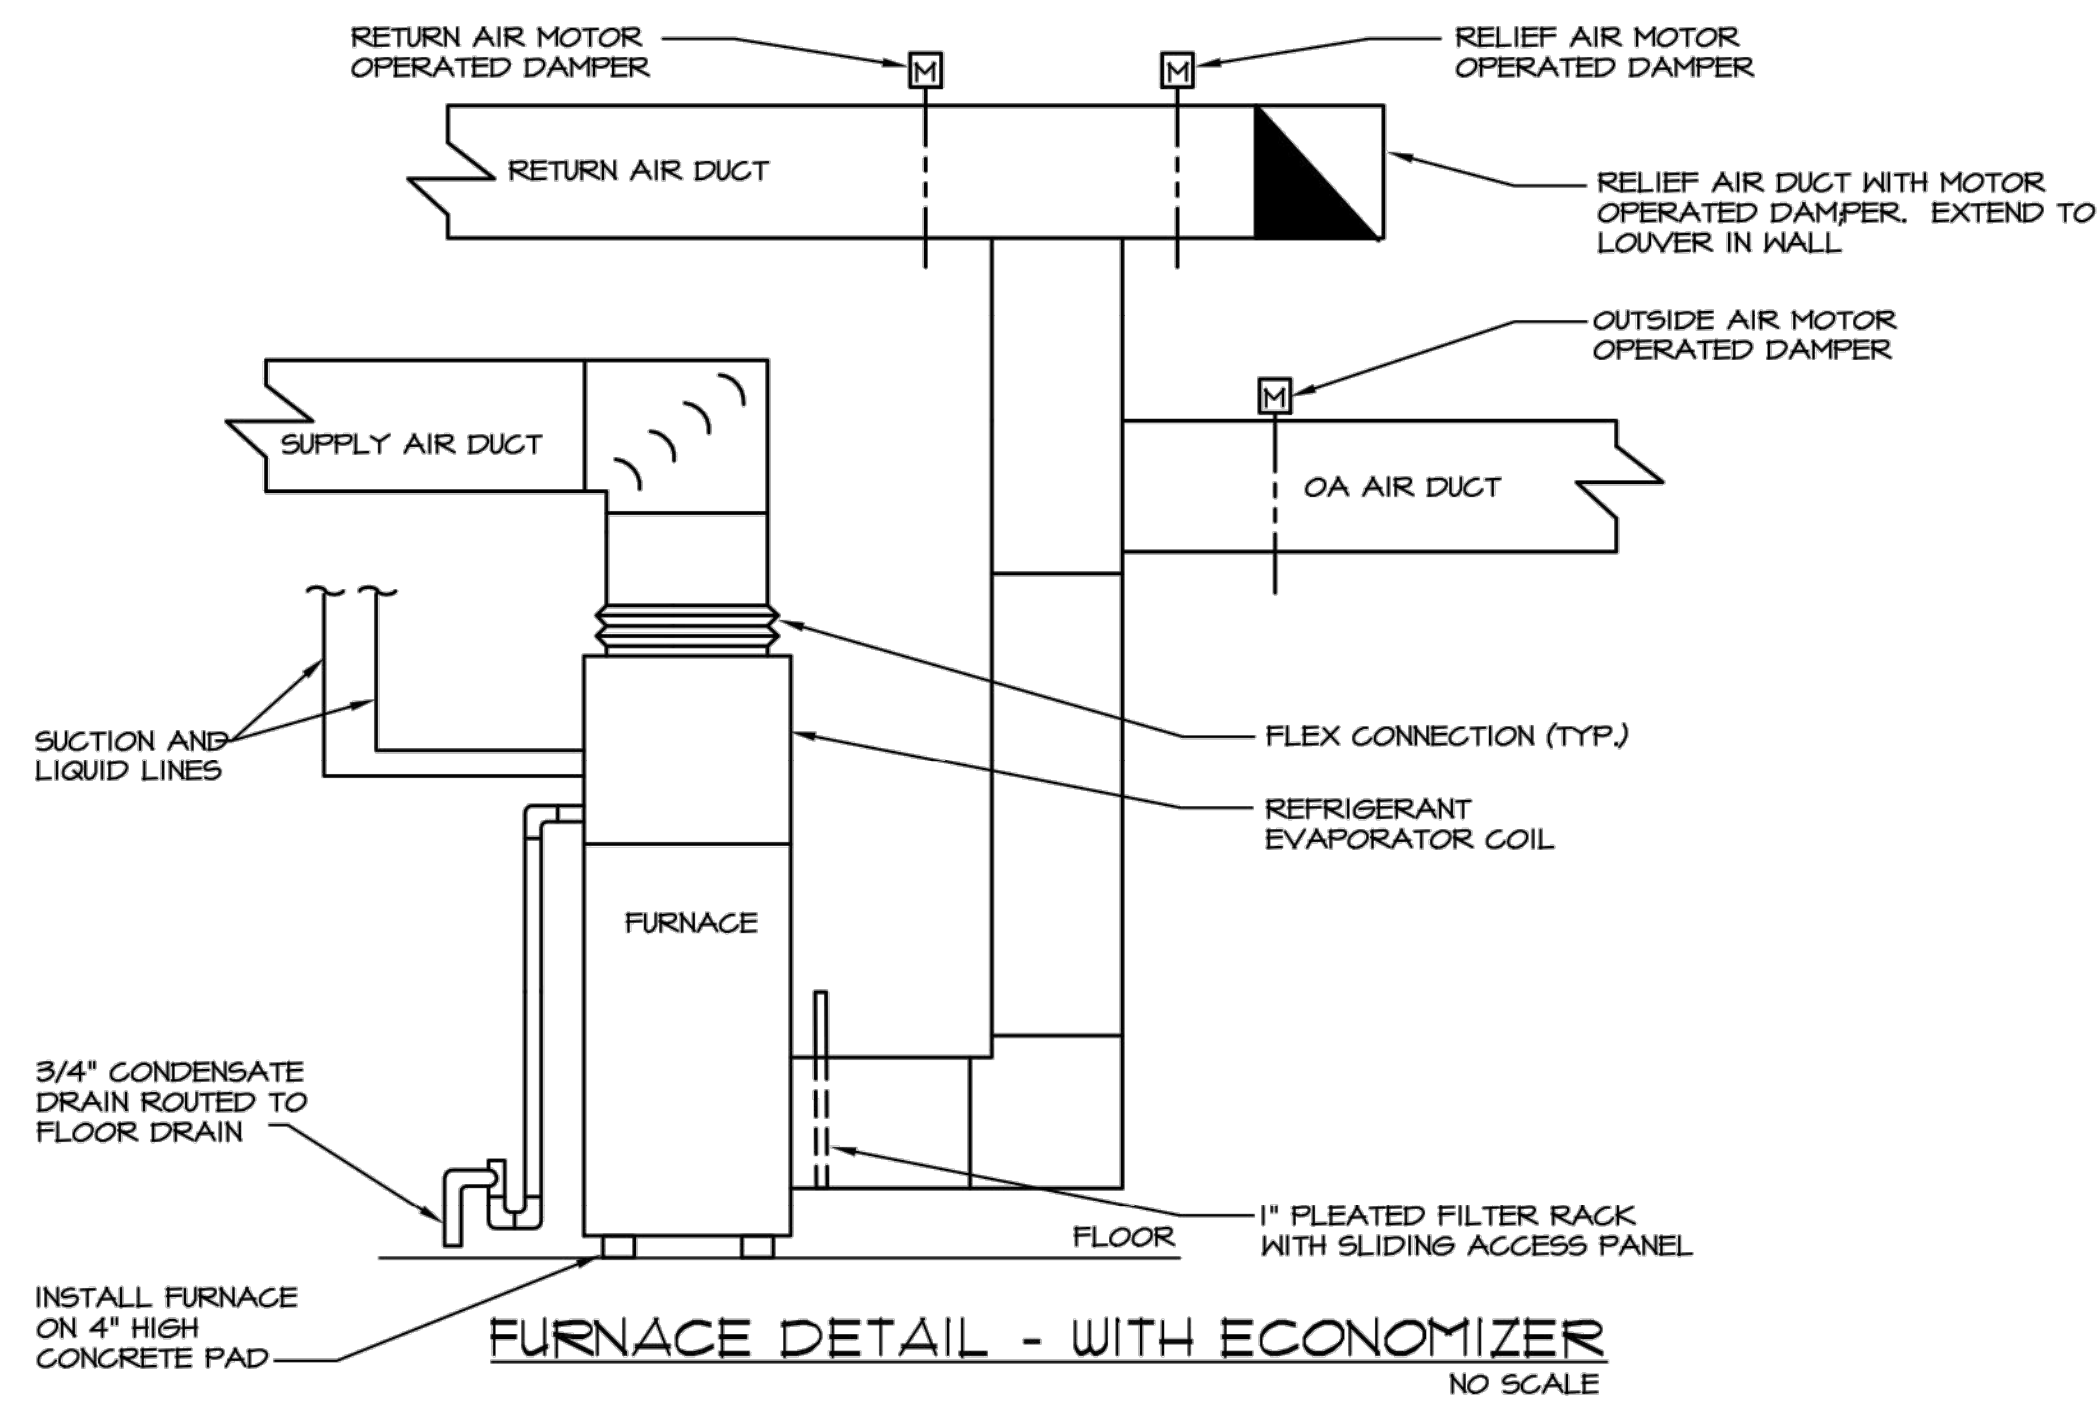 RETURN AIR MOTOR
OPERATED DAMPER
M
M
RELIEF AIR MOTOR
OPERATED DAMPER
RETURN AIR DUCT
RELIEF AIR DUCT WITH MOTOR
OPERATED DAM;PER. EXTEND TO
LOUVER IN WALL
OUTSIDE AIR MOTOR
OPERATED DAMPER
M
SUPPLY AIR DUCT
OA AIR DUCT
SUCTION AND
LIQUID LINES
FLEX CONNECTION (TYP.)
REFRIGERANT
EVAPORATOR COIL
FURNACE
3/4" CONDENSATE
DRAIN ROUTED TO
FLOOR DRAIN
1" PLEATED FILTER RACK
WITH SLIDING ACCESS PANEL
FLOOR
INSTALL FURNACE
ON 4" HIGH
CONCRETE PAD
FURNACE DETAIL - WITH ECONOMIZER
NO SCALE